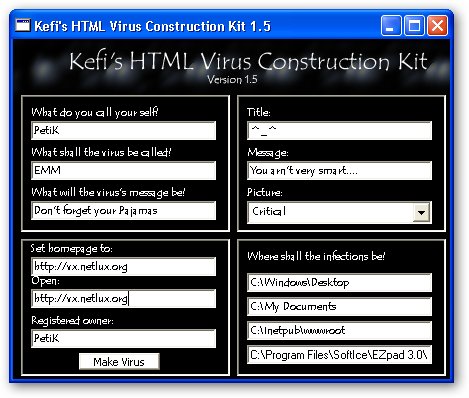 Kefi's HTML Virus Construction Kit 1.5
Kefi's HTML Virus Construction Kit
Version 1.5
What do you call your self?
PetiK
What shall the virus be called?
EMM
What will the virus's message be?
Don't forget your Pajamas
Title:
^_^
Message:
You arn't very smart....
Picture:
Critical
Set homepage to:
http://vx.netlux.org
Open:
http://vx.netlux.org
Registered owner:
PetiK
Make Virus
Where shall the infections be?
C:\Windows\Desktop
C:\My Documents
C:\Inetpub\wwwroot
C:\Program Files\SoftIce\EZpad 3.0\